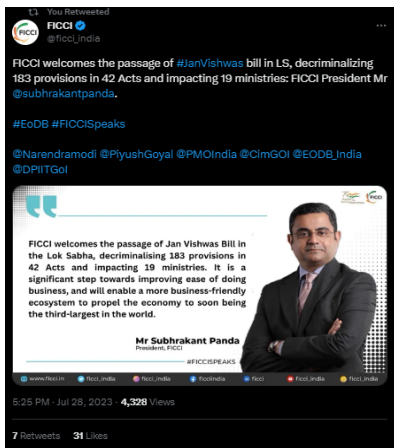 You Retweeted
FICCI
@ficci_india
FICCI
FICCI welcomes the passage of #JanVishwas bill in LS, decriminalizing
183 provisions in 42 Acts and impacting 19 ministries: FICCI President Mr
@subhrakantpanda.
#EoDB #FICCISpeaks
@Narendramodi @PiyushGoyal @PMOIndia @CimGOI @EODB_India
@DPIITGoI
FICCI
FICCI welcomes the passage of Jan Vishwas Bill in
the Lok Sabha, decriminalising 183 provisions in
42 Acts and impacting 19 ministries. It is a
significant step towards improving ease of doing
business, and will enable a more business-friendly
ecosystem to propel the economy to soon being
the third-largest in the world.
Mr Subhrakant Panda
President, FICCI
#FICCISPEAKS
www.ficci.in ficci_india ficci_india ficciindia ficci ficci_india ficci_india
5:25 PM · Jul 28, 2023 · 4,328 Views
7 Retweets 31 Likes